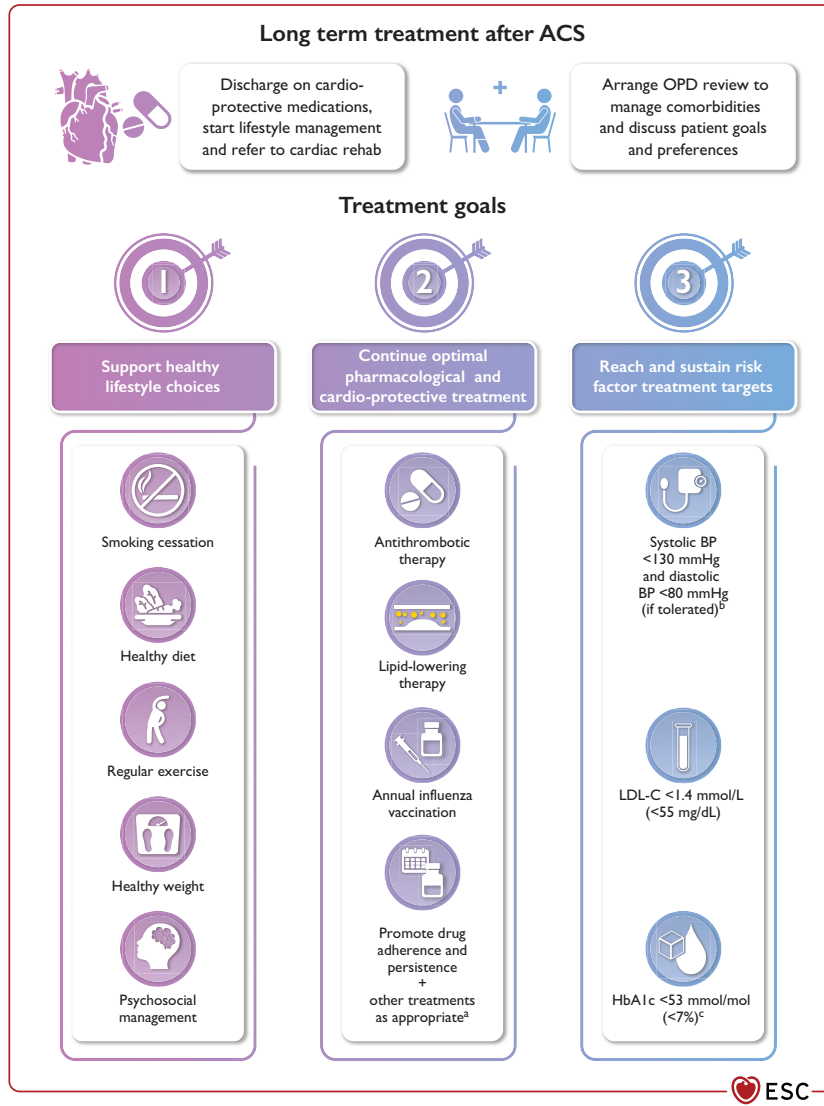 Long term treatment after ACS
Discharge on cardio-
protective medications,
start lifestyle management
and refer to cardiac rehab
+
Arrange OPD review to
manage comorbidities
and discuss patient goals
and preferences
Treatment goals
1
Support healthy
lifestyle choices
Smoking cessation
Healthy diet
Regular exercise
Healthy weight
Psychosocial
management
2
Continue optimal
pharmacological and
cardio-protective treatment
Antithrombotic
therapy
Lipid-lowering
therapy
Annual influenza
vaccination
Promote drug
adherence and
persistence
+
other treatments
as appropriateᵃ
3
Reach and sustain risk
factor treatment targets
Systolic BP
<130 mmHg
and diastolic
BP <80 mmHg
(if tolerated)ᵇ
LDL-C <1.4 mmol/L
(<55 mg/dL)
HbA1c <53 mmol/mol
(<7%)ᶜ
ESC